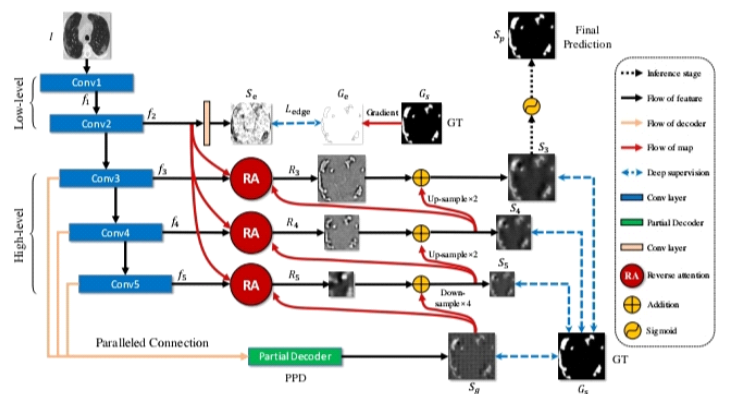 I
Low-level
High-level
Conv1
f₁
Conv2
f₂
Conv3
f₃
Conv4
f₄
Conv5
f₅
Sₑ
L_edge
Gₑ
Gradient
Gₛ
GT
RA
R₃
RA
R₄
RA
R₅
Up-sample×2
Up-sample×2
Down-
sample×4
S₃
S₄
S₅
Sₚ
Final
Prediction
Paralleled Connection
Partial Decoder
PPD
S_g
GT
Gₛ
Inference stage
Flow of feature
Flow of decoder
Flow of map
Deep supervision
Conv layer
Partial Decoder
Conv layer
RA
Reverse attention
Addition
Sigmoid